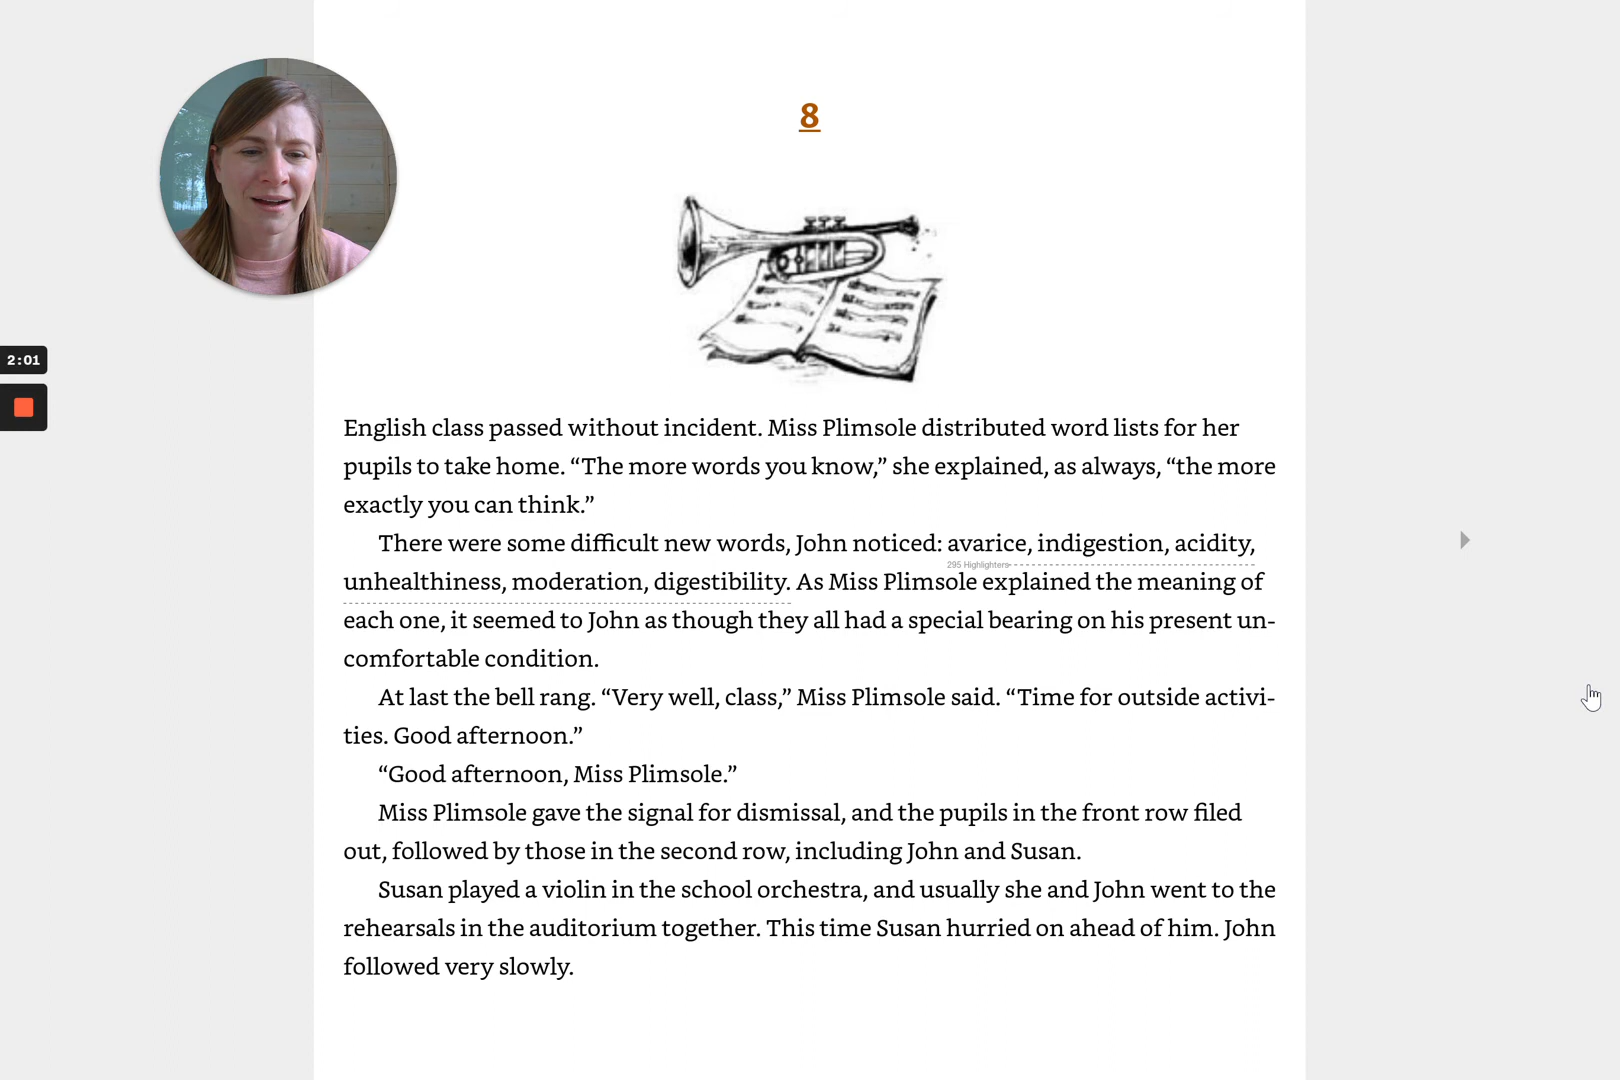 8
2:01
English class passed without incident. Miss Plimsole distributed word lists for her
pupils to take home. “The more words you know,” she explained, as always, “the more
exactly you can think.”
There were some difficult new words, John noticed: avarice, indigestion, acidity,
295 Highlighters
unhealthiness, moderation, digestibility. As Miss Plimsole explained the meaning of
each one, it seemed to John as though they all had a special bearing on his present un-
comfortable condition.
At last the bell rang. “Very well, class,” Miss Plimsole said. “Time for outside activi-
ties. Good afternoon.”
“Good afternoon, Miss Plimsole.”
Miss Plimsole gave the signal for dismissal, and the pupils in the front row filed
out, followed by those in the second row, including John and Susan.
Susan played a violin in the school orchestra, and usually she and John went to the
rehearsals in the auditorium together. This time Susan hurried on ahead of him. John
followed very slowly.